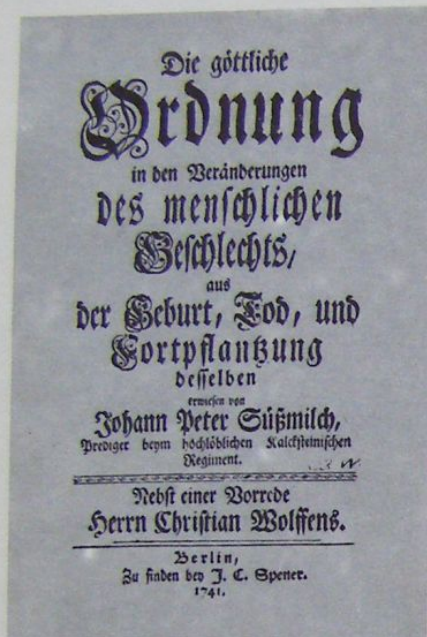 Die göttliche
Ordnung
in den Veränderungen
des menschlichen
Geschlechts,
aus
der Geburt, Tod, und
Fortpflantzung
desselben
erwiesen von
Johann Peter Süßmilch,
Prediger beym hochlöblichen Kalcksteinischen
Regiment.
Nebst einer Vorrede
Herrn Christian Wolffens.
Berlin,
Zu finden bey J. C. Spener.
1741.